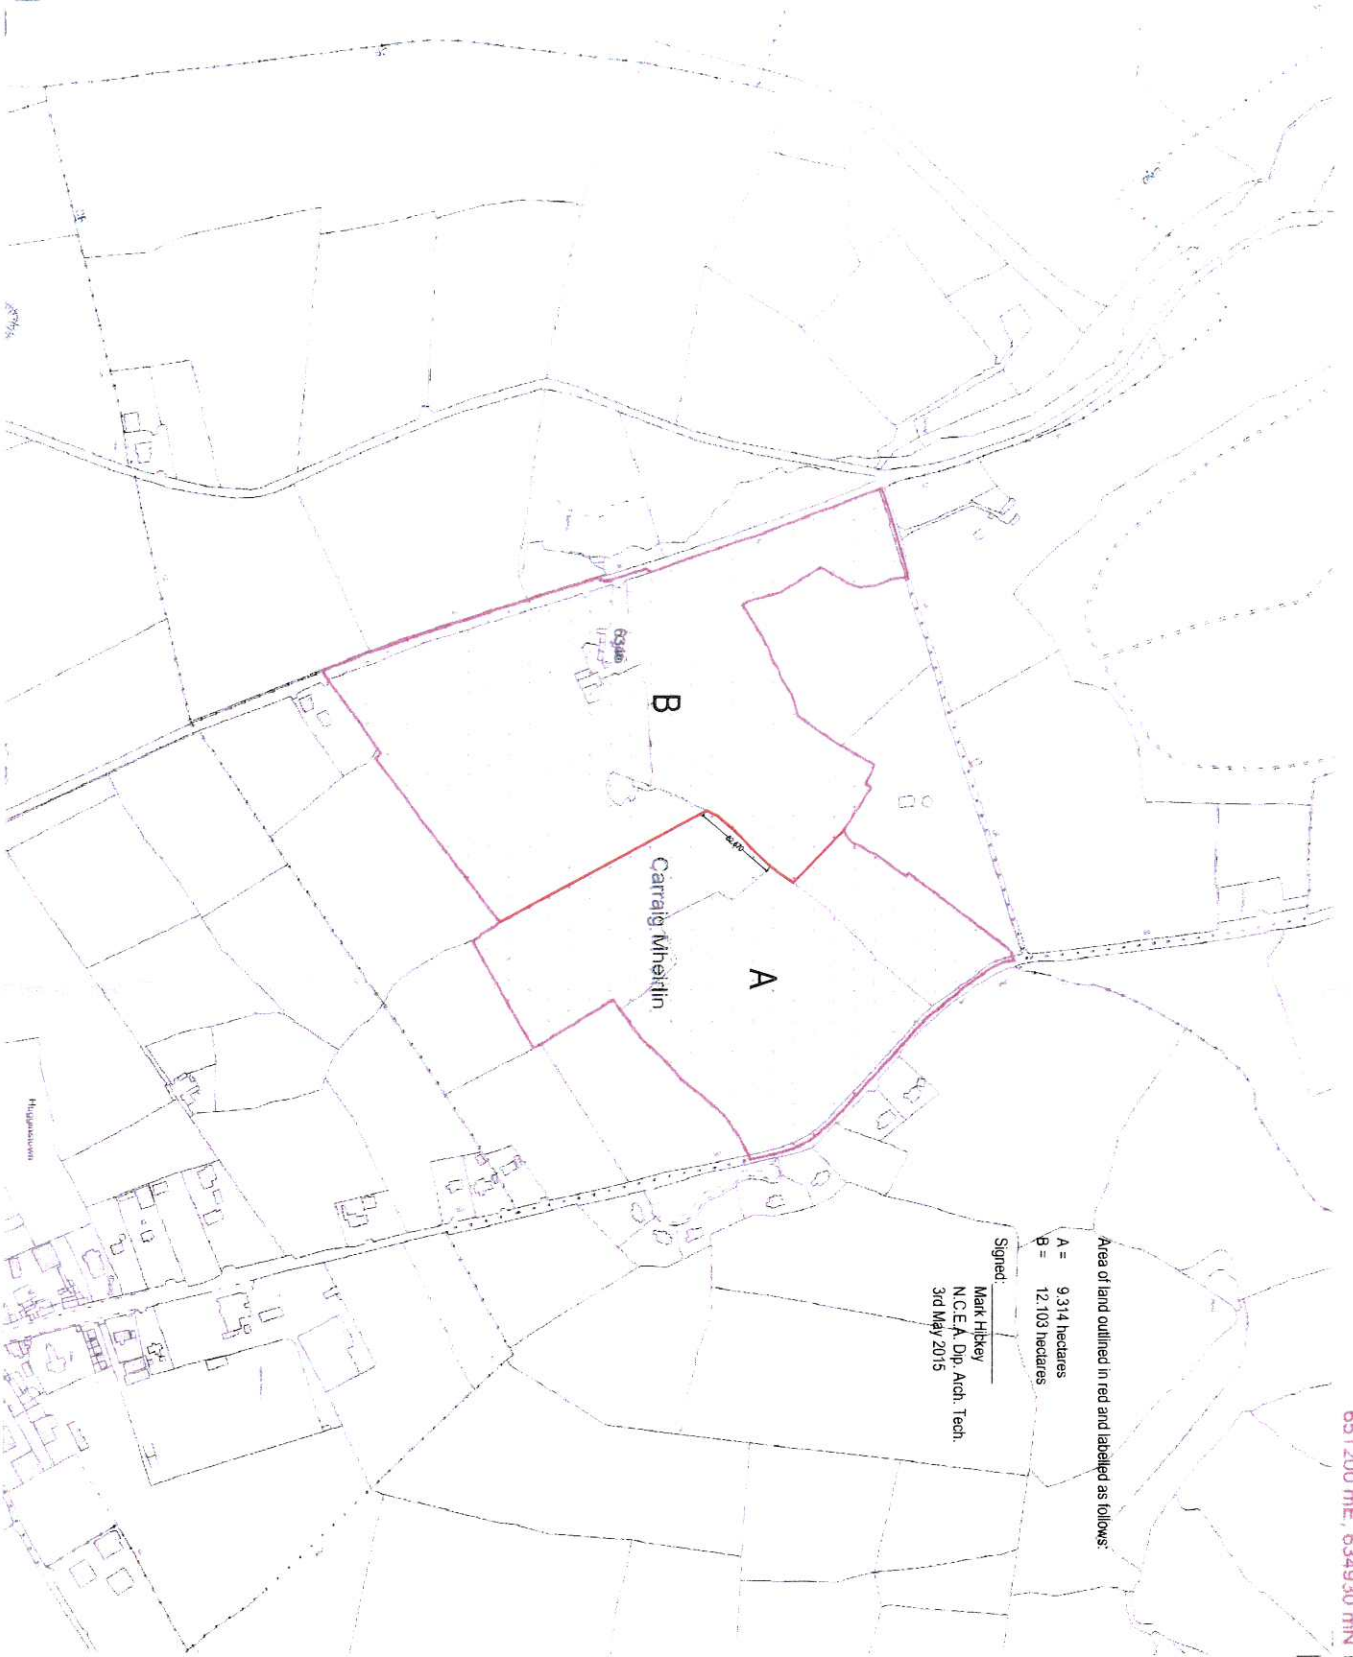 651200 mE, 634930 mN
Area of land outlined in red and labelled as follows:
A = 9.314 hectares
B = 12.103 hectares
Signed:
Mark Hickey
N.C.E.A. Dip. Arch. Tech.
3rd May 2015
A
B
Carraig Mheirlin
Hugginstown